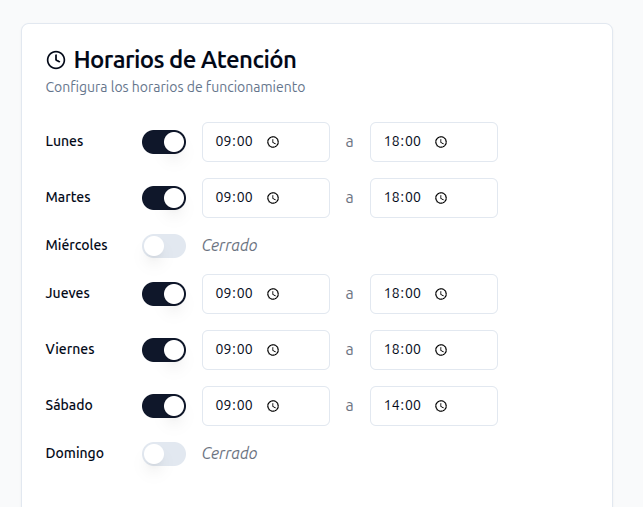 Horarios de Atención
Configura los horarios de funcionamiento
Lunes 09:00 a 18:00
Martes 09:00 a 18:00
Miércoles Cerrado
Jueves 09:00 a 18:00
Viernes 09:00 a 18:00
Sábado 09:00 a 14:00
Domingo Cerrado